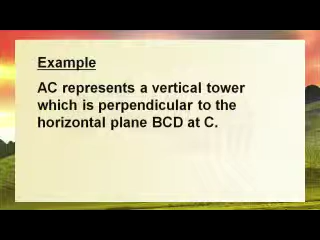 Example
AC represents a vertical tower
which is perpendicular to the
horizontal plane BCD at C.